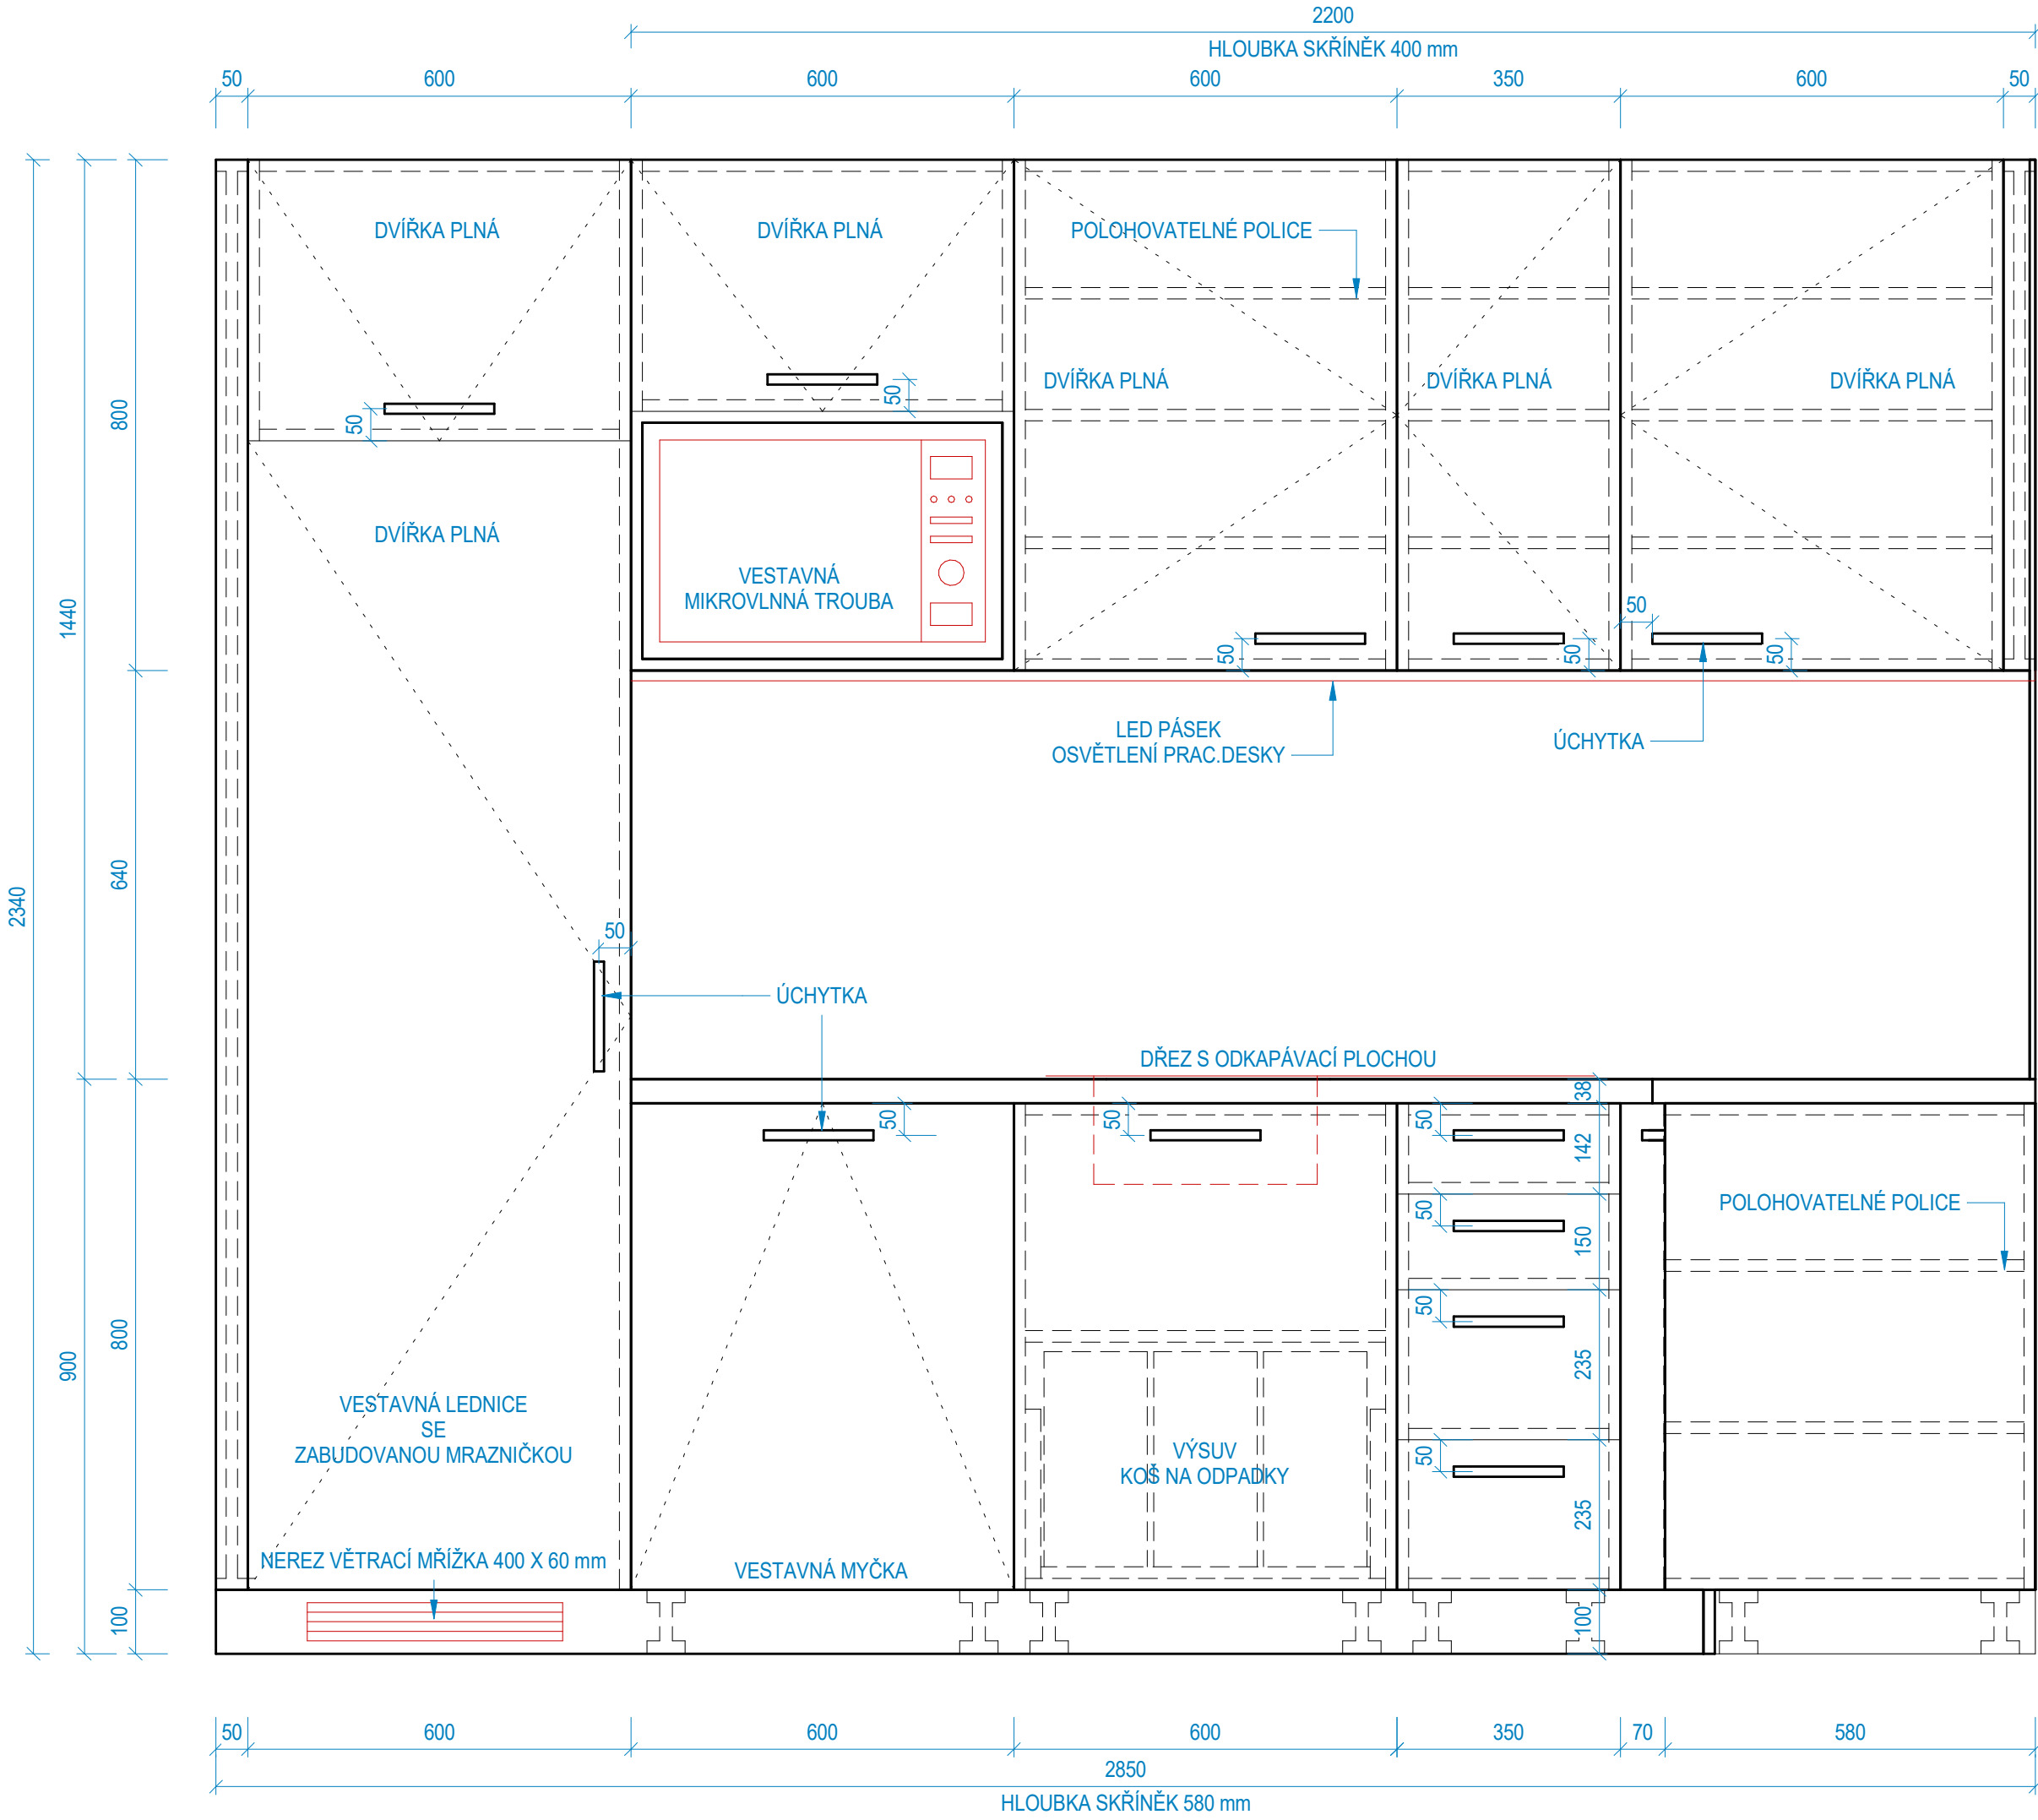 2200
HLOUBKA SKŘÍNĚK 400 mm
50 600 600 600 350 600 50
DVÍŘKA PLNÁ
DVÍŘKA PLNÁ
POLOHOVATELNÉ POLICE
DVÍŘKA PLNÁ
DVÍŘKA PLNÁ
DVÍŘKA PLNÁ
50
50
800
DVÍŘKA PLNÁ
VESTAVNÁ
MIKROVLNNÁ TROUBA
1440
50
50
50
50
LED PÁSEK
OSVĚTLENÍ PRAC.DESKY
ÚCHYTKA
640
2340
50
ÚCHYTKA
DŘEZ S ODKAPÁVACÍ PLOCHOU
38
50
50
50
142
POLOHOVATELNÉ POLICE
50
150
50
235
800
900
VESTAVNÁ LEDNICE
SE
ZABUDOVANOU MRAZNIČKOU
VÝSUV
KOŠ NA ODPADKY
50
235
NEREZ VĚTRACÍ MŘÍŽKA 400 X 60 mm
VESTAVNÁ MYČKA
100
100
50 600 600 600 350 70 580
2850
HLOUBKA SKŘÍNĚK 580 mm